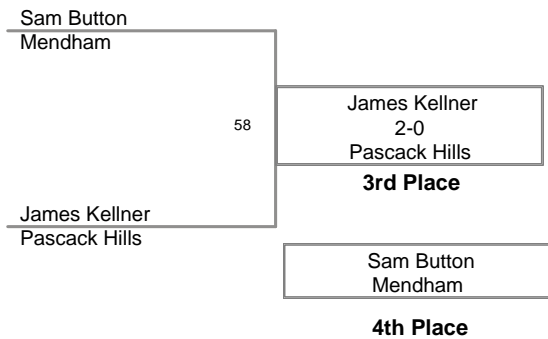 Sam Button
Mendham
58
James Kellner
2-0
Pascack Hills
3rd Place
James Kellner
Pascack Hills
Sam Button
Mendham
4th Place